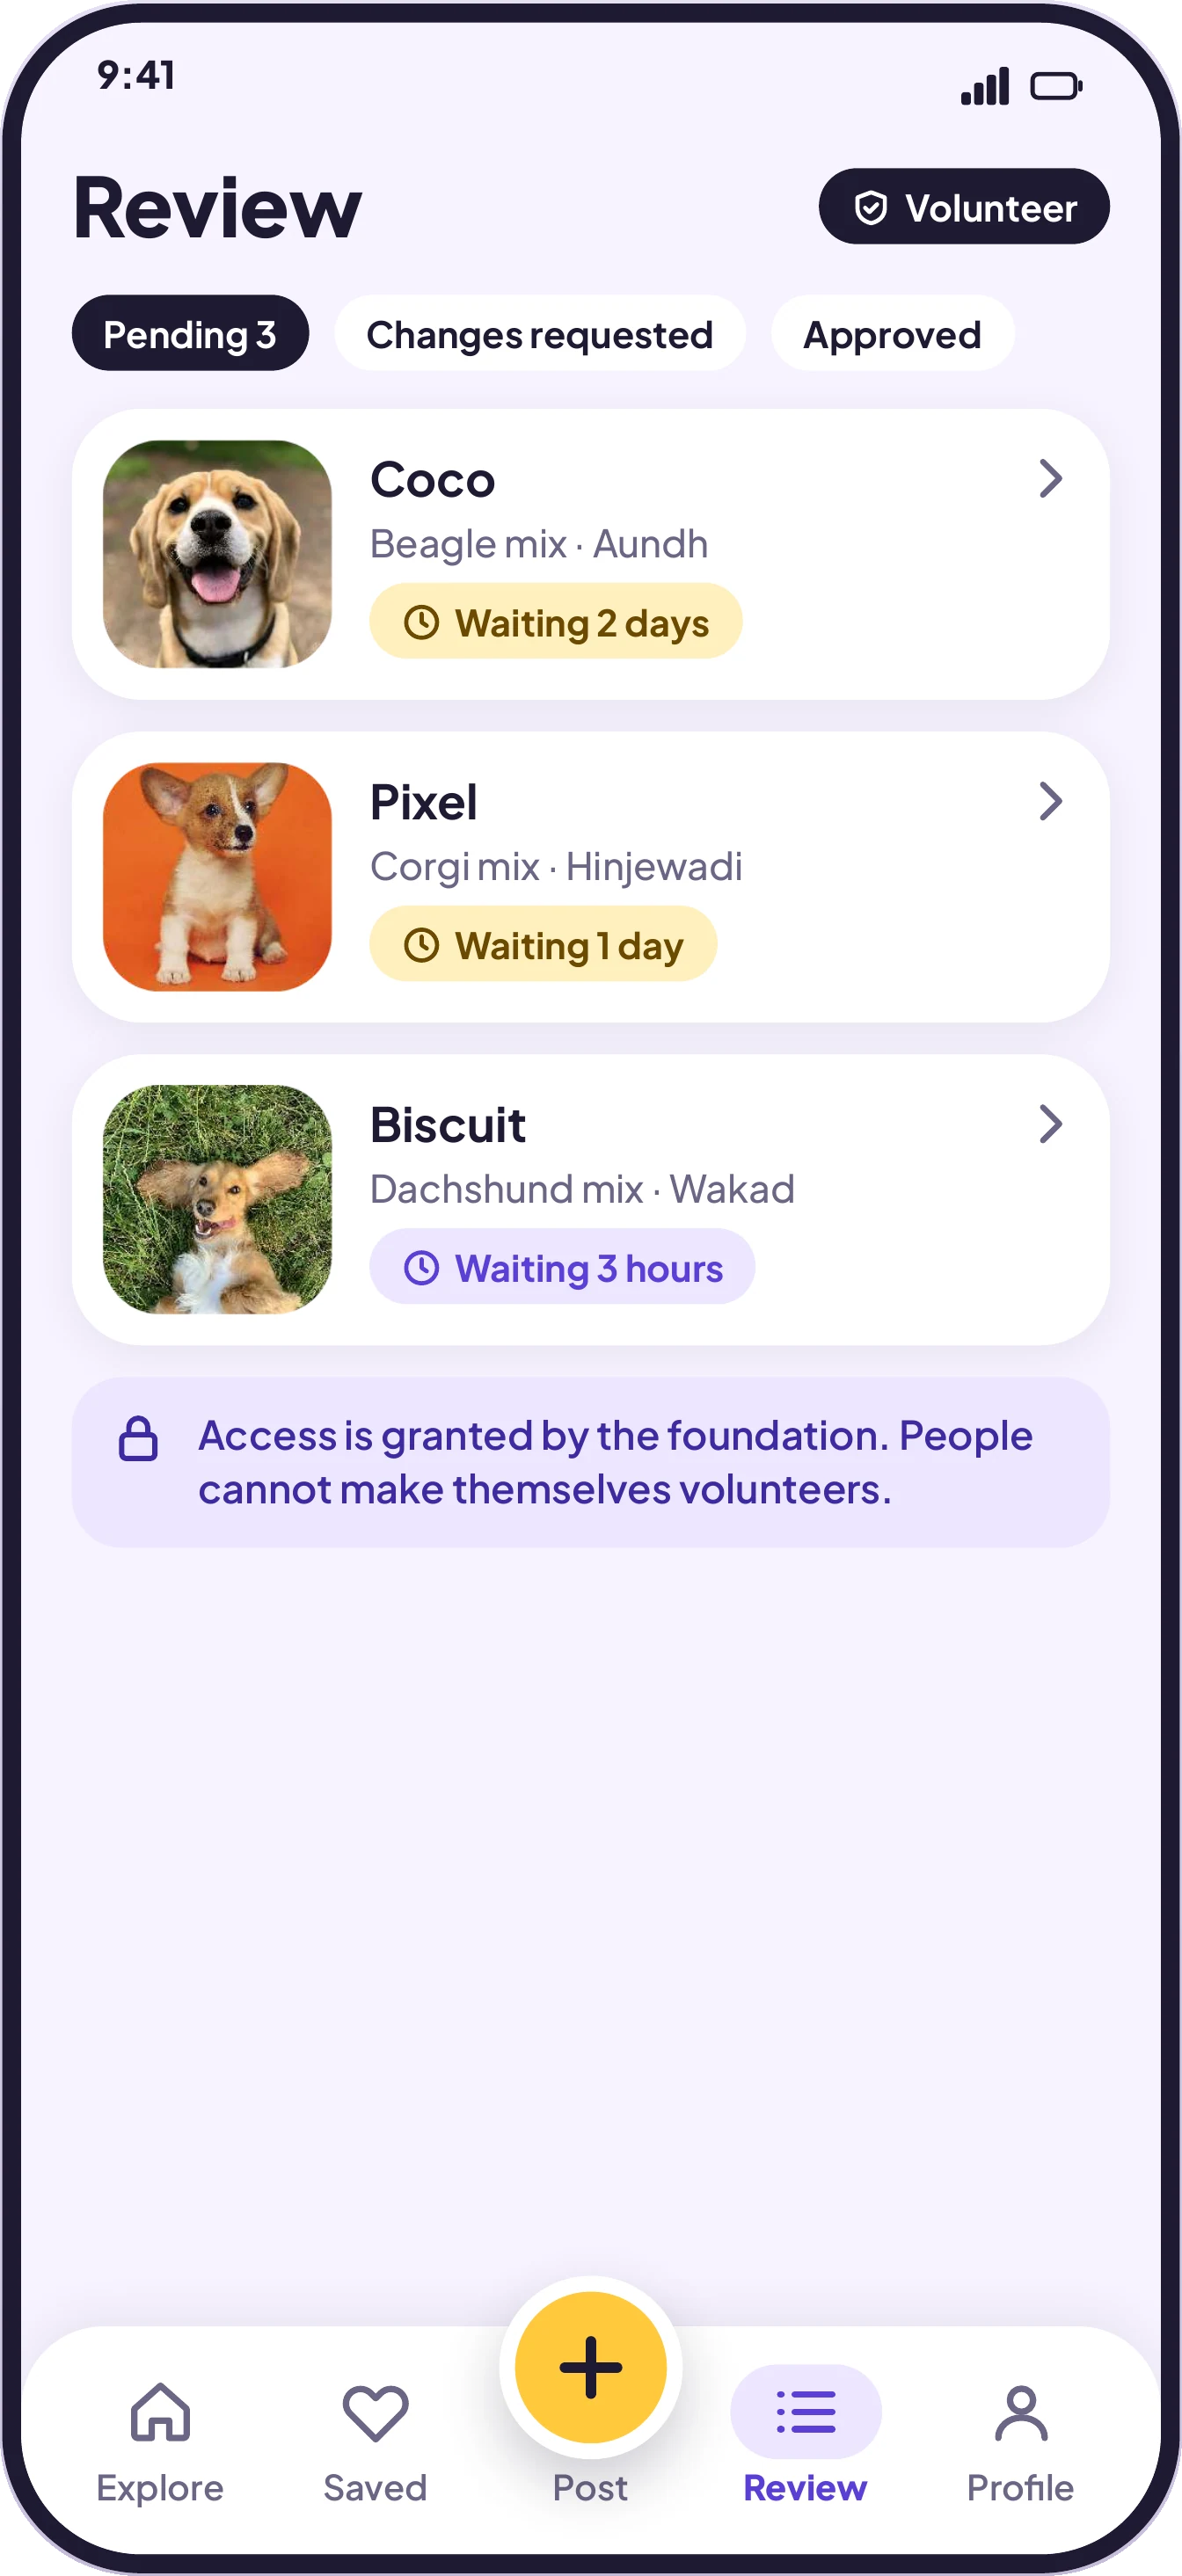 9:41
Review
Volunteer
Pending 3
Changes requested
Approved
Coco
Beagle mix · Aundh
Waiting 2 days
Pixel
Corgi mix · Hinjewadi
Waiting 1 day
Biscuit
Dachshund mix · Wakad
Waiting 3 hours
Access is granted by the foundation. People
cannot make themselves volunteers.
Explore
Saved
Post
Review
Profile